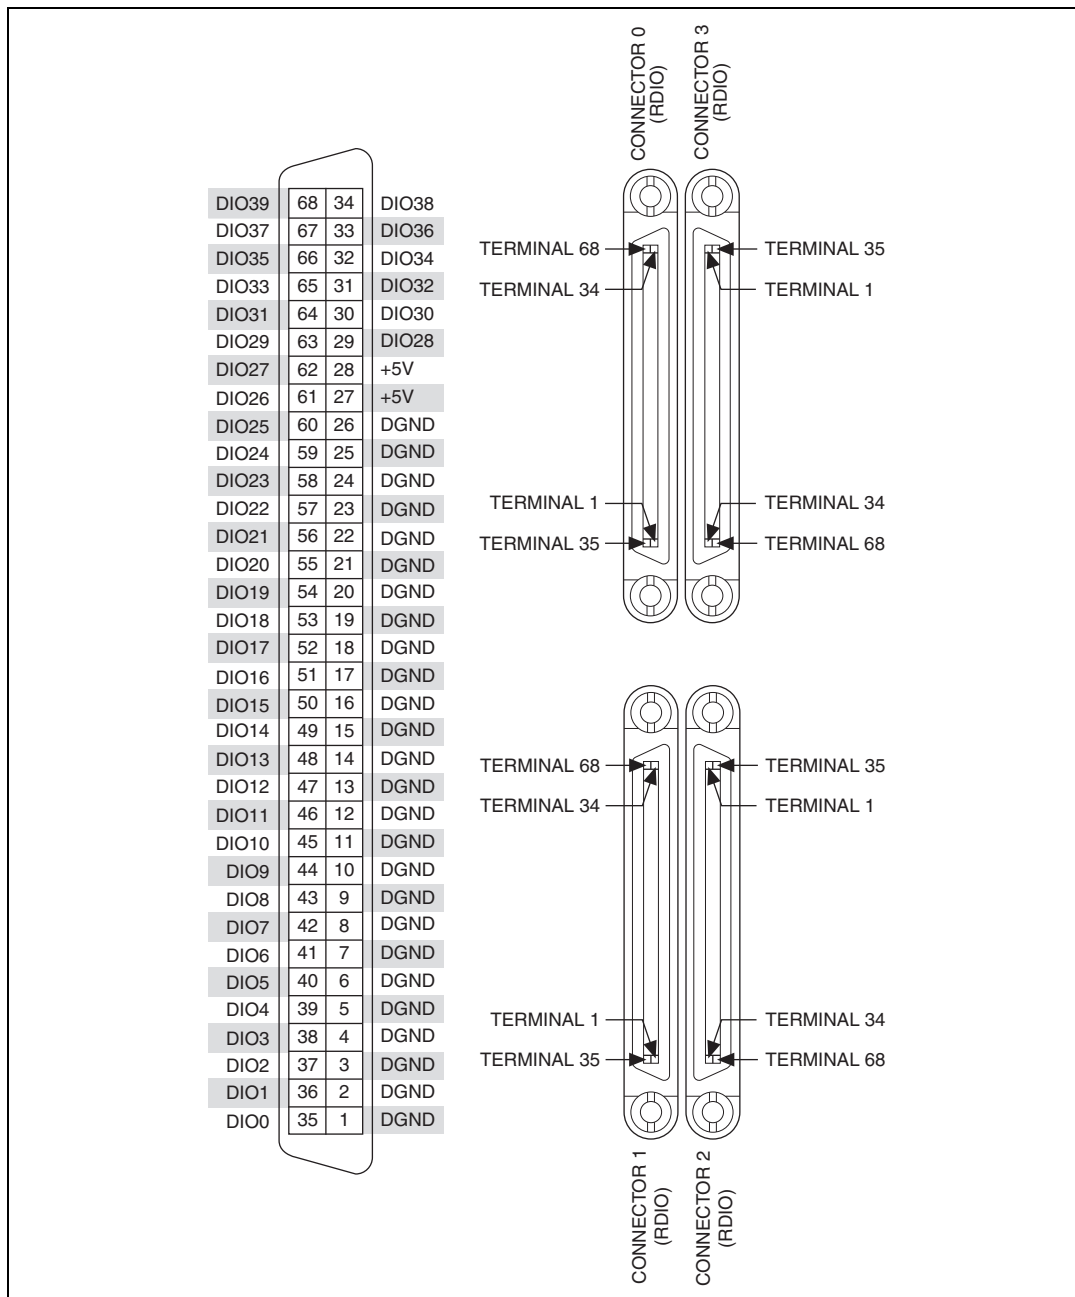 CONNECTOR 0
(RDIO)
CONNECTOR 3
(RDIO)
DIO39 68 34 DIO38
DIO37 67 33 DIO36
DIO35 66 32 DIO34
DIO33 65 31 DIO32
DIO31 64 30 DIO30
DIO29 63 29 DIO28
DIO27 62 28 +5V
DIO26 61 27 +5V
DIO25 60 26 DGND
DIO24 59 25 DGND
DIO23 58 24 DGND
DIO22 57 23 DGND
DIO21 56 22 DGND
DIO20 55 21 DGND
DIO19 54 20 DGND
DIO18 53 19 DGND
DIO17 52 18 DGND
DIO16 51 17 DGND
DIO15 50 16 DGND
DIO14 49 15 DGND
DIO13 48 14 DGND
DIO12 47 13 DGND
DIO11 46 12 DGND
DIO10 45 11 DGND
DIO9 44 10 DGND
DIO8 43 9 DGND
DIO7 42 8 DGND
DIO6 41 7 DGND
DIO5 40 6 DGND
DIO4 39 5 DGND
DIO3 38 4 DGND
DIO2 37 3 DGND
DIO1 36 2 DGND
DIO0 35 1 DGND
TERMINAL 68
TERMINAL 34
TERMINAL 35
TERMINAL 1
TERMINAL 1
TERMINAL 35
TERMINAL 34
TERMINAL 68
TERMINAL 68
TERMINAL 34
TERMINAL 35
TERMINAL 1
TERMINAL 1
TERMINAL 35
TERMINAL 34
TERMINAL 68
CONNECTOR 1
(RDIO)
CONNECTOR 2
(RDIO)